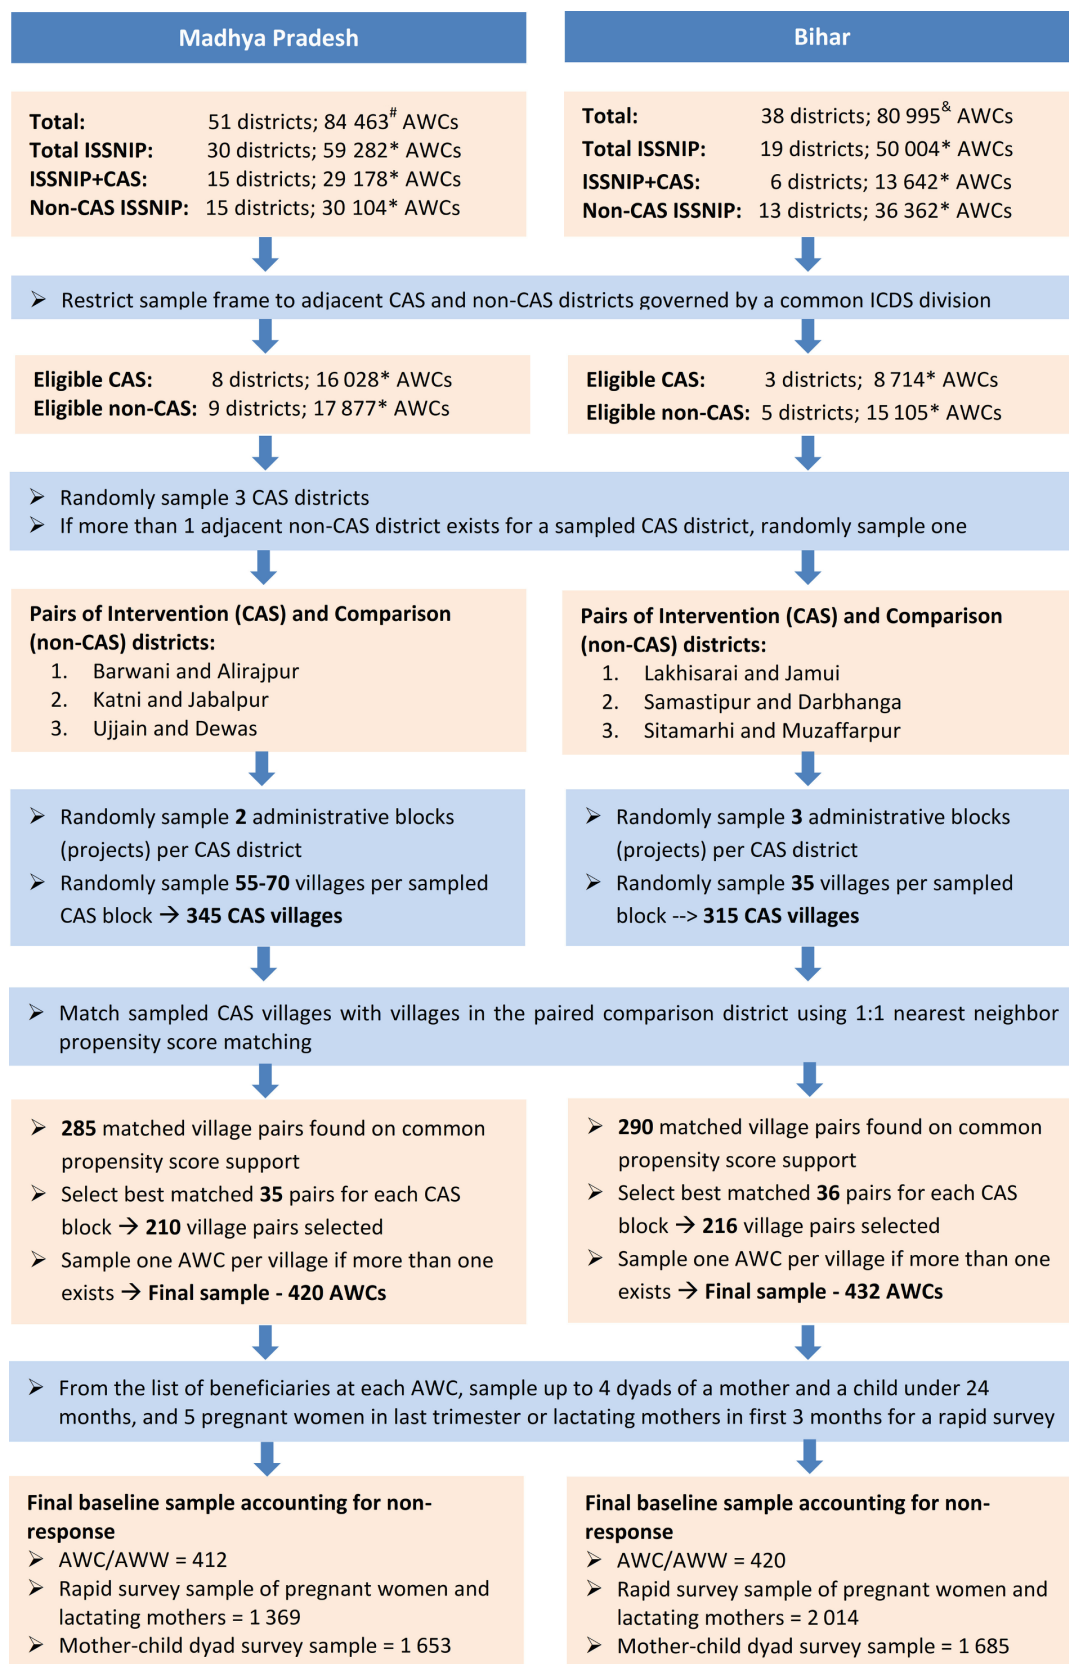 Madhya Pradesh
Bihar
Total: 51 districts; 84 463# AWCs
Total ISSNIP: 30 districts; 59 282* AWCs
ISSNIP+CAS: 15 districts; 29 178* AWCs
Non-CAS ISSNIP: 15 districts; 30 104* AWCs
Total: 38 districts; 80 995& AWCs
Total ISSNIP: 19 districts; 50 004* AWCs
ISSNIP+CAS: 6 districts; 13 642* AWCs
Non-CAS ISSNIP: 13 districts; 36 362* AWCs
➢ Restrict sample frame to adjacent CAS and non-CAS districts governed by a common ICDS division
Eligible CAS: 8 districts; 16 028* AWCs
Eligible non-CAS: 9 districts; 17 877* AWCs
Eligible CAS: 3 districts; 8 714* AWCs
Eligible non-CAS: 5 districts; 15 105* AWCs
➢ Randomly sample 3 CAS districts
➢ If more than 1 adjacent non-CAS district exists for a sampled CAS district, randomly sample one
Pairs of Intervention (CAS) and Comparison
(non-CAS) districts:
1. Barwani and Alirajpur
2. Katni and Jabalpur
3. Ujjain and Dewas
Pairs of Intervention (CAS) and Comparison
(non-CAS) districts:
1. Lakhisarai and Jamui
2. Samastipur and Darbhanga
3. Sitamarhi and Muzaffarpur
➢ Randomly sample 2 administrative blocks
(projects) per CAS district
➢ Randomly sample 55-70 villages per sampled
CAS block → 345 CAS villages
➢ Randomly sample 3 administrative blocks
(projects) per CAS district
➢ Randomly sample 35 villages per sampled
block --> 315 CAS villages
➢ Match sampled CAS villages with villages in the paired comparison district using 1:1 nearest neighbor
propensity score matching
➢ 285 matched village pairs found on common
propensity score support
➢ Select best matched 35 pairs for each CAS
block → 210 village pairs selected
➢ Sample one AWC per village if more than one
exists → Final sample - 420 AWCs
➢ 290 matched village pairs found on common
propensity score support
➢ Select best matched 36 pairs for each CAS
block → 216 village pairs selected
➢ Sample one AWC per village if more than one
exists → Final sample - 432 AWCs
➢ From the list of beneficiaries at each AWC, sample up to 4 dyads of a mother and a child under 24
months, and 5 pregnant women in last trimester or lactating mothers in first 3 months for a rapid survey
Final baseline sample accounting for non-
response
➢ AWC/AWW = 412
➢ Rapid survey sample of pregnant women and
lactating mothers = 1 369
➢ Mother-child dyad survey sample = 1 653
Final baseline sample accounting for non-
response
➢ AWC/AWW = 420
➢ Rapid survey sample of pregnant women and
lactating mothers = 2 014
➢ Mother-child dyad survey sample = 1 685